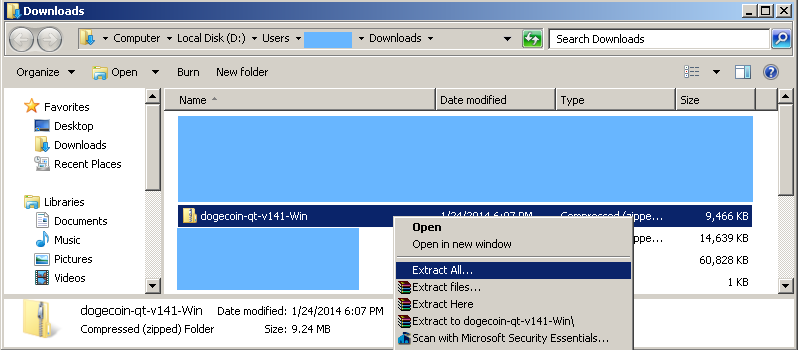 Downloads
Computer Local Disk (D:) Users Downloads Search Downloads
Organize Open Burn New folder
Name Date modified Type Size
Favorites
Desktop
Downloads
Recent Places
Libraries
Documents
Music
Pictures
Videos
dogecoin-qt-v141-Win 1/24/2014 6:07 PM Compressed (zippe... 9,466 KB
(zippe... 14,639 KB
60,828 KB
1 KB
Open
Open in new window
Extract All...
Extract files...
Extract Here
Extract to dogecoin-qt-v141-Win\
Scan with Microsoft Security Essentials...
dogecoin-qt-v141-Win Date modified: 1/24/2014 6:07 PM
Compressed (zipped) Folder Size: 9.24 MB